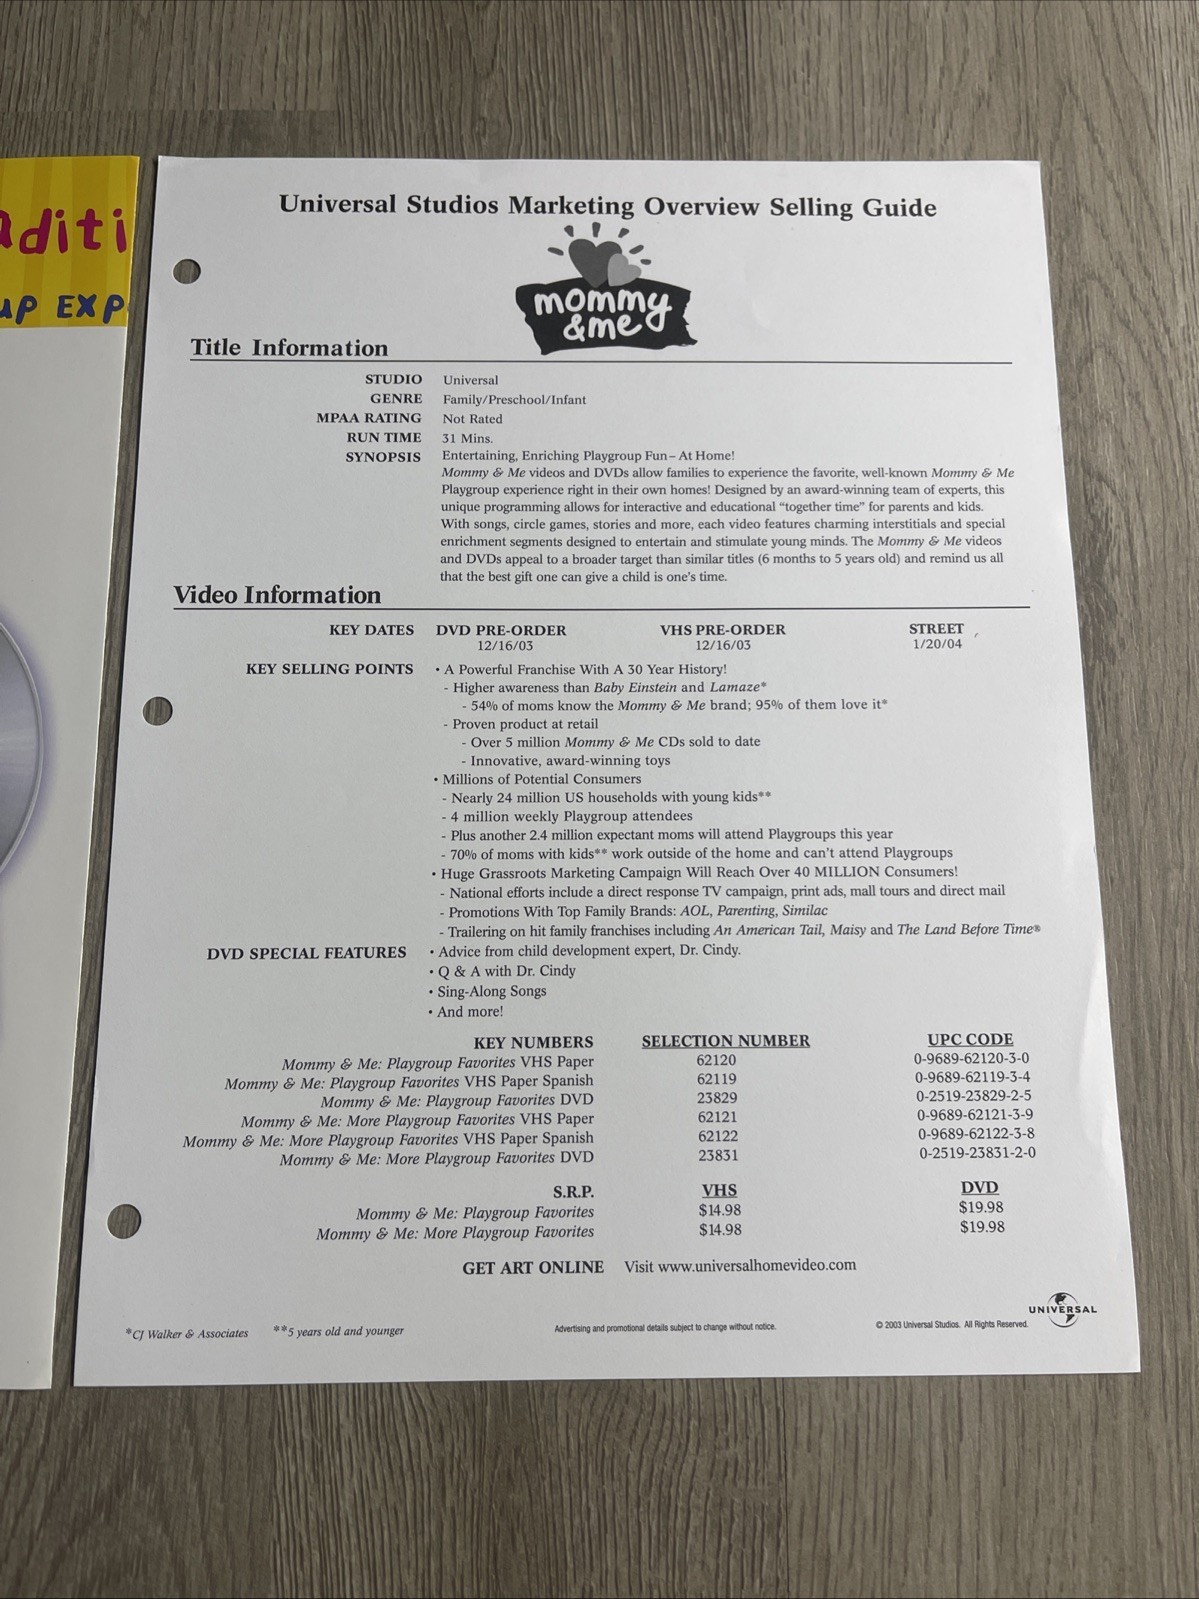 aditi
up EXP
Universal Studios Marketing Overview Selling Guide
mommy
&me
Title Information
STUDIO Universal
GENRE Family/Preschool/Infant
MPAA RATING Not Rated
RUN TIME 31 Mins.
SYNOPSIS Entertaining, Enriching Playgroup Fun – At Home!
Mommy & Me videos and DVDs allow families to experience the favorite, well-known Mommy & Me
Playgroup experience right in their own homes! Designed by an award-winning team of experts, this
unique programming allows for interactive and educational “together time” for parents and kids.
With songs, circle games, stories and more, each video features charming interstitials and special
enrichment segments designed to entertain and stimulate young minds. The Mommy & Me videos
and DVDs appeal to a broader target than similar titles (6 months to 5 years old) and remind us all
that the best gift one can give a child is one's time.
Video Information
KEY DATES DVD PRE-ORDER VHS PRE-ORDER STREET
12/16/03 12/16/03 1/20/04
KEY SELLING POINTS • A Powerful Franchise With A 30 Year History!
- Higher awareness than Baby Einstein and Lamaze*
- 54% of moms know the Mommy & Me brand; 95% of them love it*
- Proven product at retail
- Over 5 million Mommy & Me CDs sold to date
- Innovative, award-winning toys
• Millions of Potential Consumers
- Nearly 24 million US households with young kids**
- 4 million weekly Playgroup attendees
- Plus another 2.4 million expectant moms will attend Playgroups this year
- 70% of moms with kids** work outside of the home and can't attend Playgroups
• Huge Grassroots Marketing Campaign Will Reach Over 40 MILLION Consumers!
- National efforts include a direct response TV campaign, print ads, mall tours and direct mail
- Promotions With Top Family Brands: AOL, Parenting, Similac
- Trailering on hit family franchises including An American Tail, Maisy and The Land Before Time®
DVD SPECIAL FEATURES • Advice from child development expert, Dr. Cindy.
• Q & A with Dr. Cindy
• Sing-Along Songs
• And more!
KEY NUMBERS SELECTION NUMBER UPC CODE
Mommy & Me: Playgroup Favorites VHS Paper 62120 0-9689-62120-3-0
Mommy & Me: Playgroup Favorites VHS Paper Spanish 62119 0-9689-62119-3-4
Mommy & Me: Playgroup Favorites DVD 23829 0-2519-23829-2-5
Mommy & Me: More Playgroup Favorites VHS Paper 62121 0-9689-62121-3-9
Mommy & Me: More Playgroup Favorites VHS Paper Spanish 62122 0-9689-62122-3-8
Mommy & Me: More Playgroup Favorites DVD 23831 0-2519-23831-2-0
S.R.P. VHS DVD
Mommy & Me: Playgroup Favorites $14.98 $19.98
Mommy & Me: More Playgroup Favorites $14.98 $19.98
GET ART ONLINE Visit www.universalhomevideo.com
UNIVERSAL
*CJ Walker & Associates **5 years old and younger Advertising and promotional details subject to change without notice. © 2003 Universal Studios. All Rights Reserved.